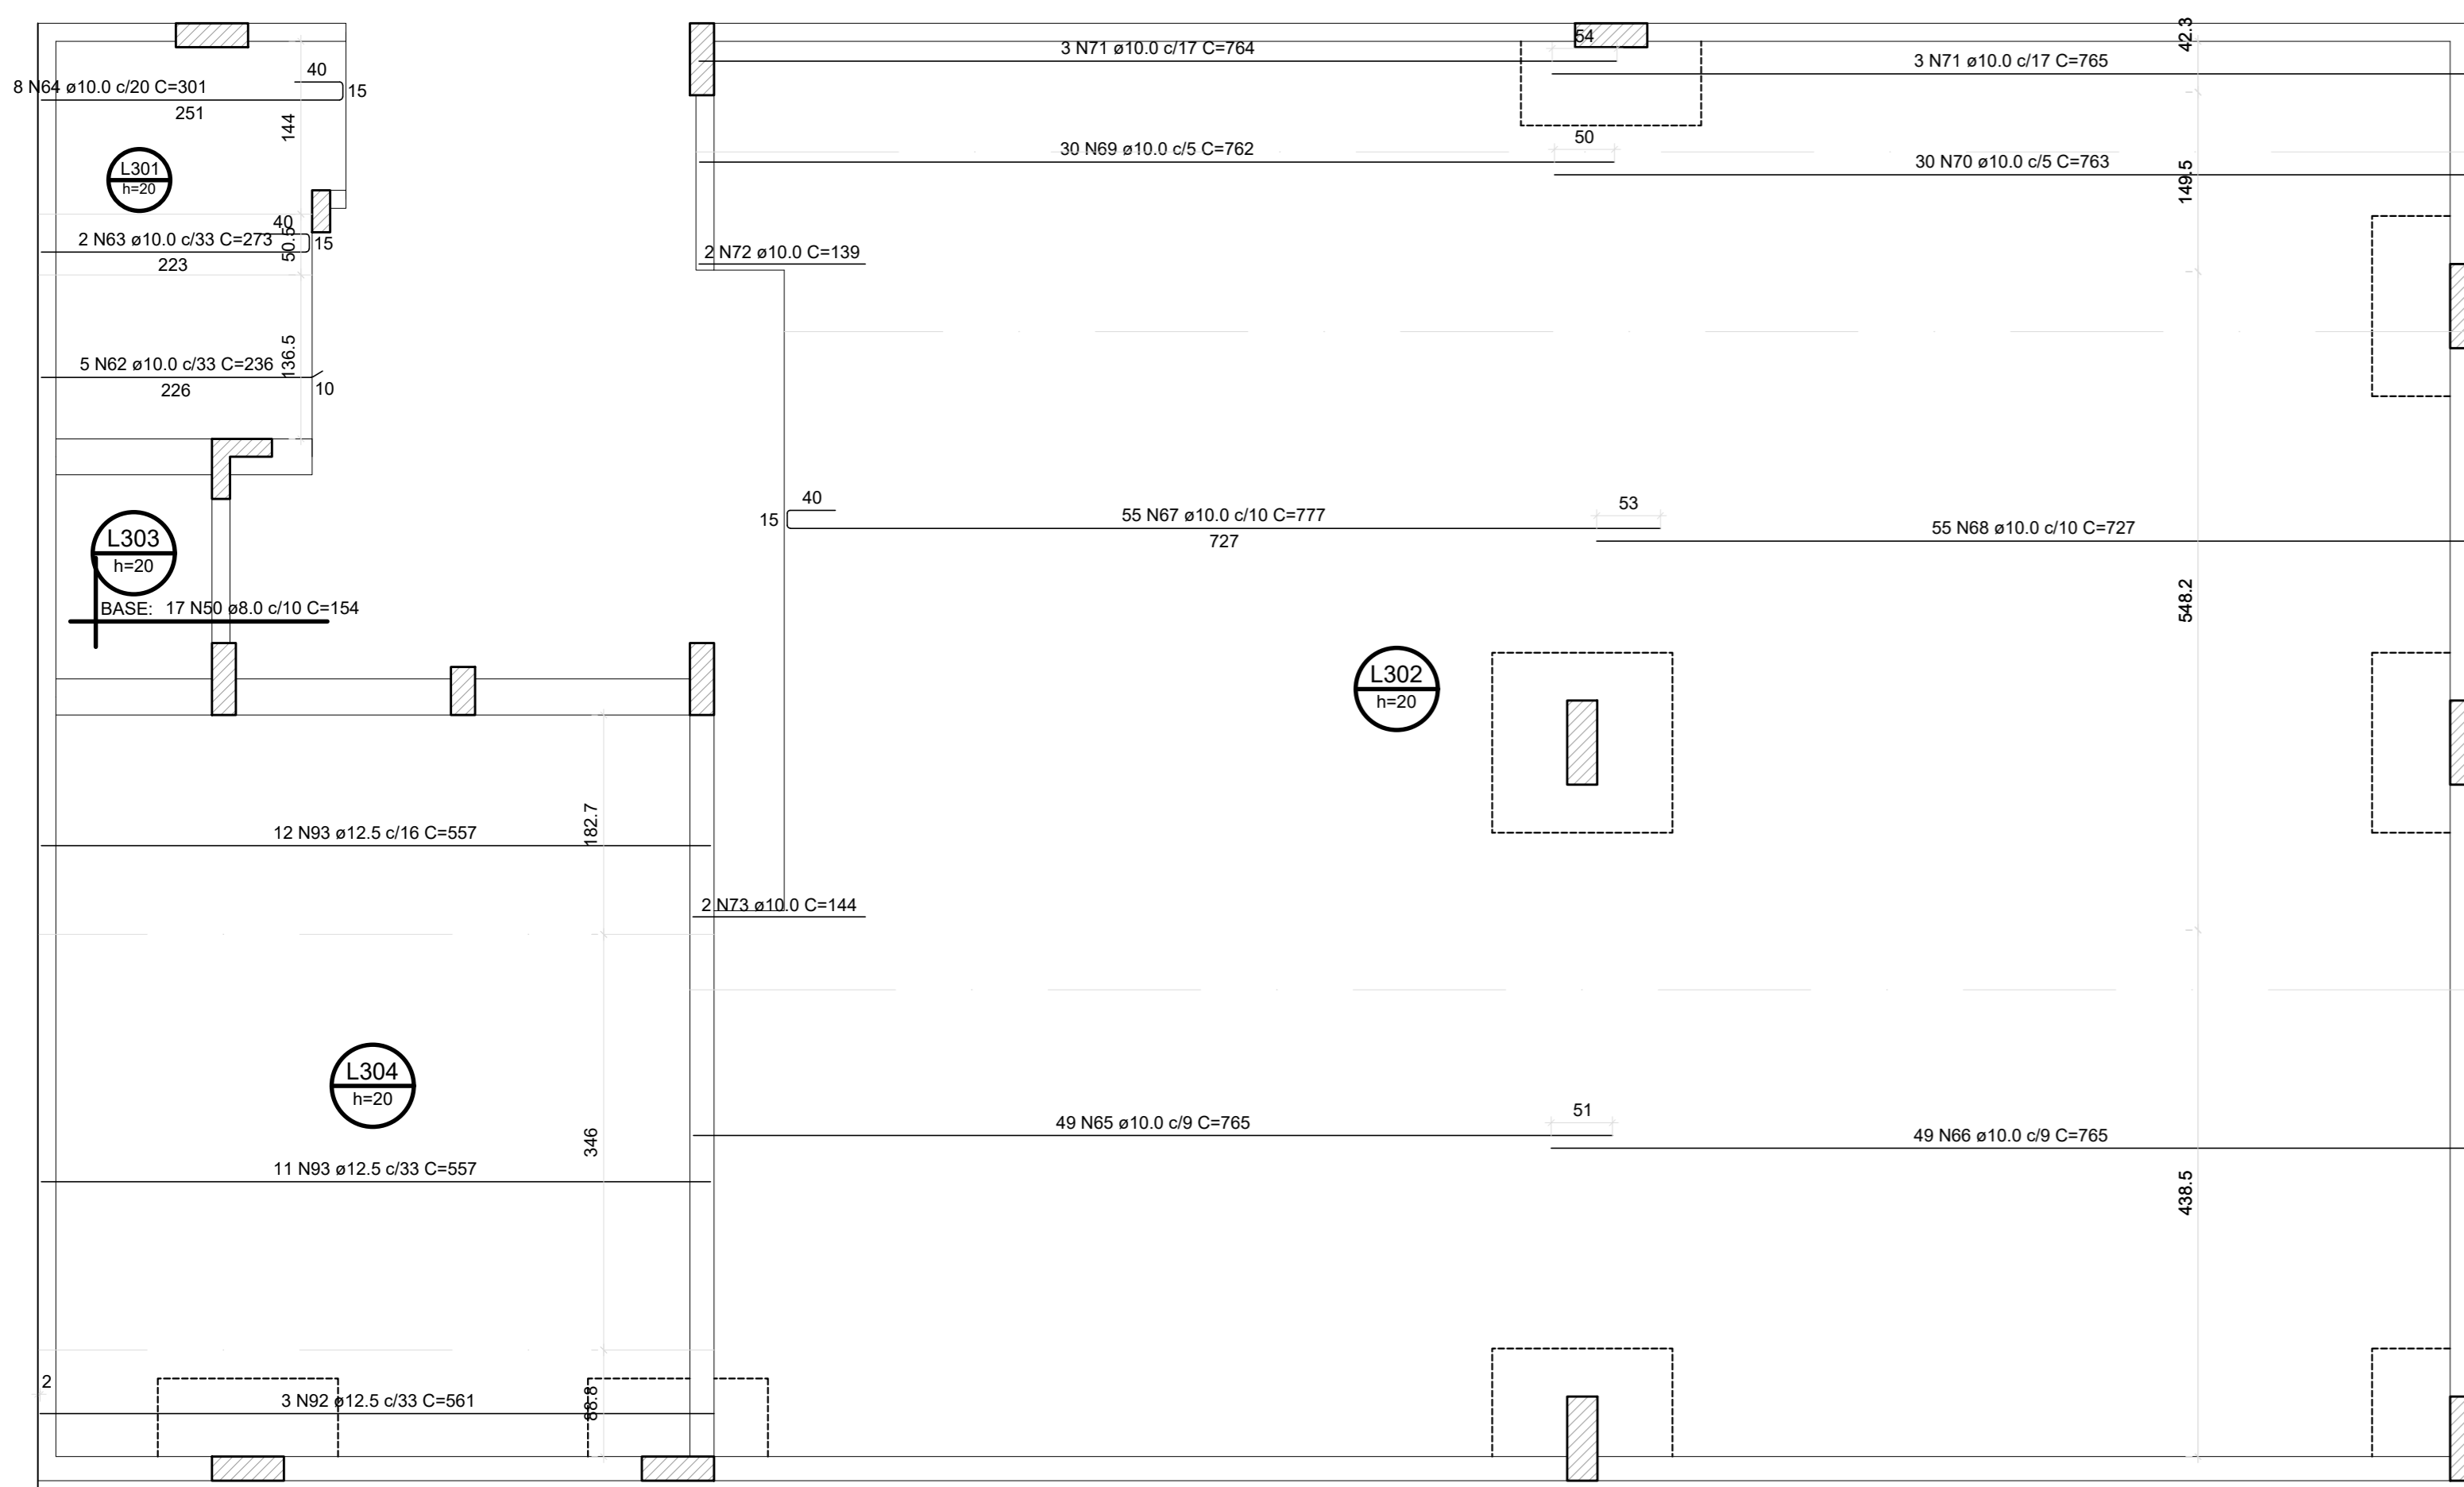 42.3
54
3 N71 ø10.0 c/17 C=764
3 N71 ø10.0 c/17 C=765
40
8 N64 ø10.0 c/20 C=301
15
251
144
50
30 N69 ø10.0 c/5 C=762
30 N70 ø10.0 c/5 C=763
149.5
L301
h=20
40
2 N63 ø10.0 c/33 C=273
50.5
15
223
2 N72 ø10.0 C=139
136.5
5 N62 ø10.0 c/33 C=236
226
10
40
15
55 N67 ø10.0 c/10 C=777
727
53
55 N68 ø10.0 c/10 C=727
L303
h=20
BASE: 17 N50 ø8.0 c/10 C=154
548.2
L302
h=20
12 N93 ø12.5 c/16 C=557
182.7
2 N73 ø10.0 C=144
L304
h=20
51
49 N65 ø10.0 c/9 C=765
49 N66 ø10.0 c/9 C=765
346
11 N93 ø12.5 c/33 C=557
438.5
2
3 N92 ø12.5 c/33 C=561
88.8